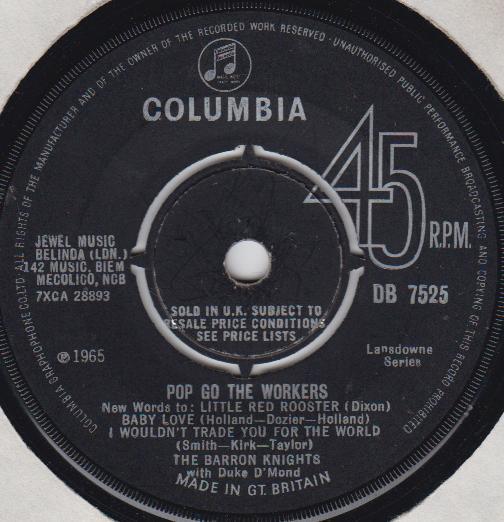 COLUMBIA GRAPHOPHONE CO. LTD. ALL RIGHTS OF THE MANUFACTURER AND OF THE OWNER OF THE RECORDED WORK RESERVED · UNAUTHORISED PUBLIC PERFORMANCE BROADCASTING AND COPYING OF THIS RECORD PROHIBITED
COLUMBIA
45
R.P.M.
JEWEL MUSIC
BELINDA (LDN.)
142 MUSIC. BIEM
MECOLICO, NCB
7XCA 28893
DB 7525
SOLD IN U.K. SUBJECT TO
RESALE PRICE CONDITIONS,
SEE PRICE LISTS
℗1965
Lansdowne
Series
POP GO THE WORKERS
New Words to: LITTLE RED ROOSTER (Dixon)
BABY LOVE (Holland—Dozier—Holland)
I WOULDN'T TRADE YOU FOR THE WORLD
(Smith—Kirk—Taylor)
THE BARRON KNIGHTS
with Duke D'Mond
MADE IN GT. BRITAIN